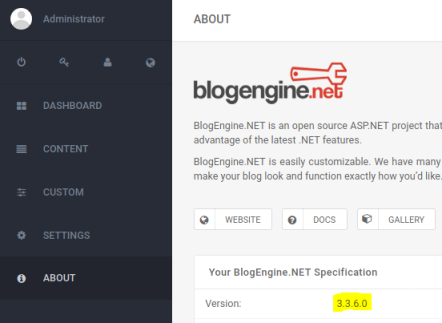 Administrator
DASHBOARD
CONTENT
CUSTOM
SETTINGS
ABOUT
ABOUT
blogengine.net
BlogEngine.NET is an open source ASP.NET project that
advantage of the latest .NET features.
BlogEngine.NET is easily customizable. We have many
make your blog look and function exactly how you'd like.
WEBSITE DOCS GALLERY
Your BlogEngine.NET Specification
Version: 3.3.6.0